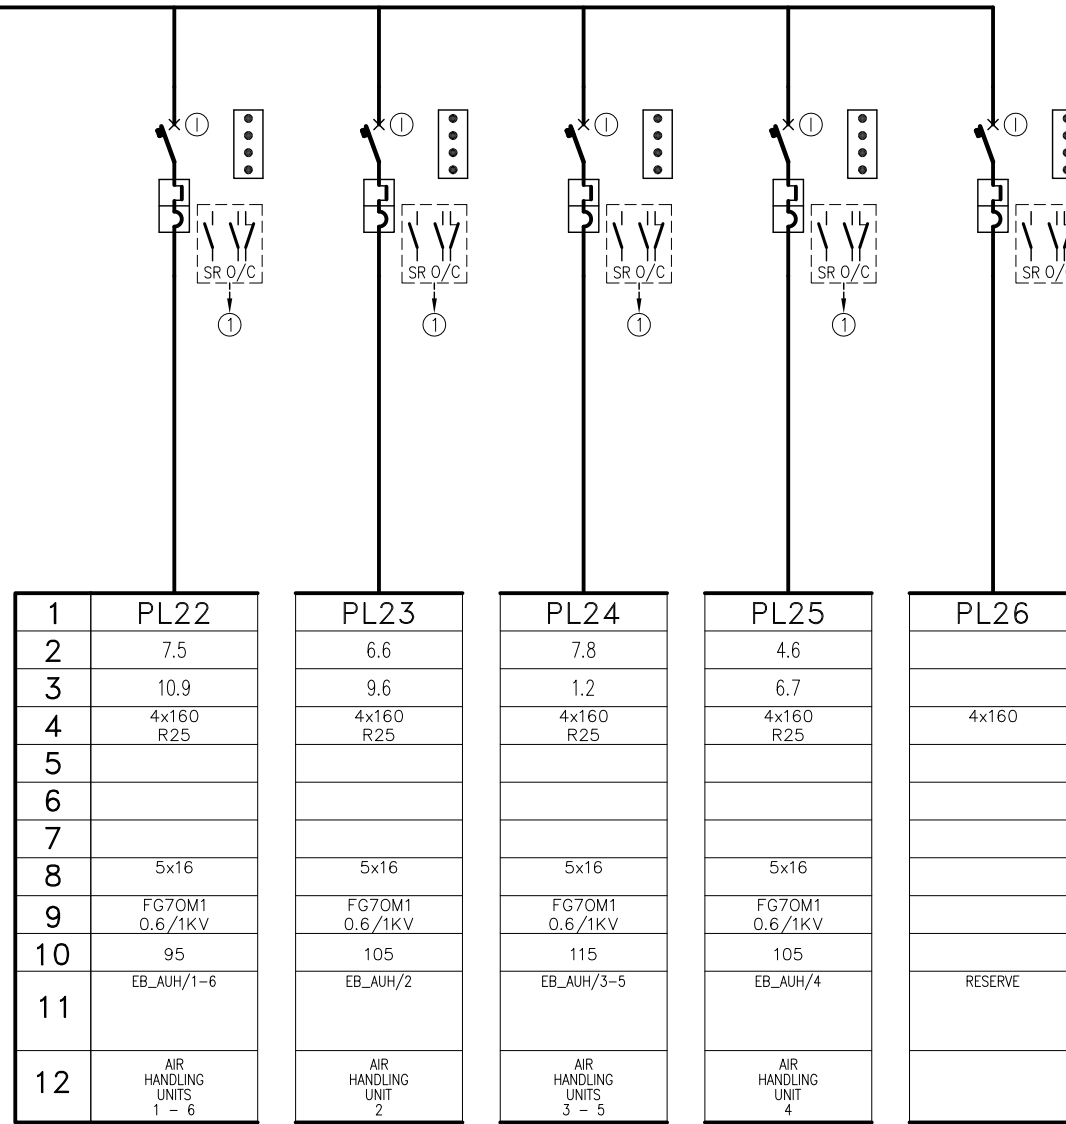 I I I I I
SR O/C SR O/C SR O/C SR O/C SR O/C
1 1 1 1
1 PL22 PL23 PL24 PL25 PL26
2 7.5 6.6 7.8 4.6
3 10.9 9.6 1.2 6.7
4 4x160 4x160 4x160 4x160 4x160
R25 R25 R25 R25
5
6
7
8 5x16 5x16 5x16 5x16
9 FG7OM1 FG7OM1 FG7OM1 FG7OM1
0.6/1KV 0.6/1KV 0.6/1KV 0.6/1KV
10 95 105 115 105
11 EB_AUH/1-6 EB_AUH/2 EB_AUH/3-5 EB_AUH/4 RESERVE
12 AIR AIR AIR AIR
HANDLING HANDLING HANDLING HANDLING
UNITS UNIT UNITS UNIT
1 - 6 2 3 - 5 4